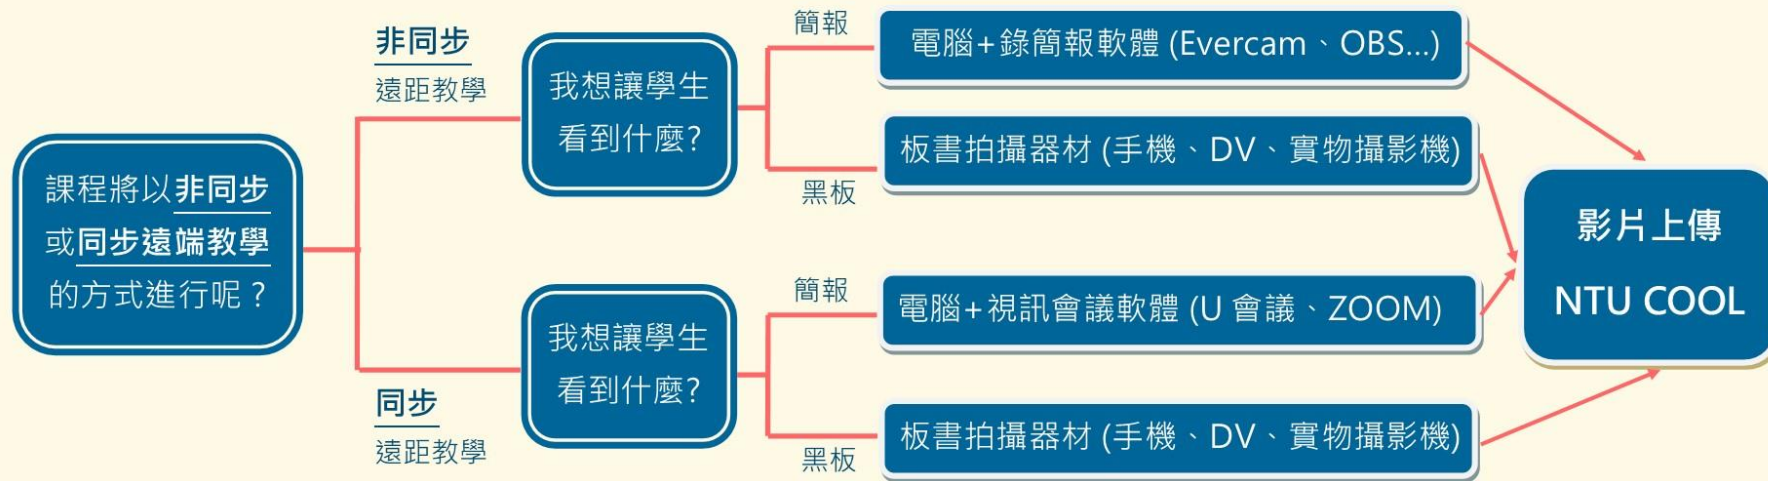 課程將以非同步
或同步遠端教學
的方式進行呢？
非同步
遠距教學
我想讓學生
看到什麼?
簡報
電腦+錄簡報軟體 (Evercam、OBS...)
板書拍攝器材 (手機、DV、實物攝影機)
黑板
同步
遠距教學
我想讓學生
看到什麼?
簡報
電腦+視訊會議軟體 (U 會議、ZOOM)
板書拍攝器材 (手機、DV、實物攝影機)
黑板
影片上傳
NTU COOL